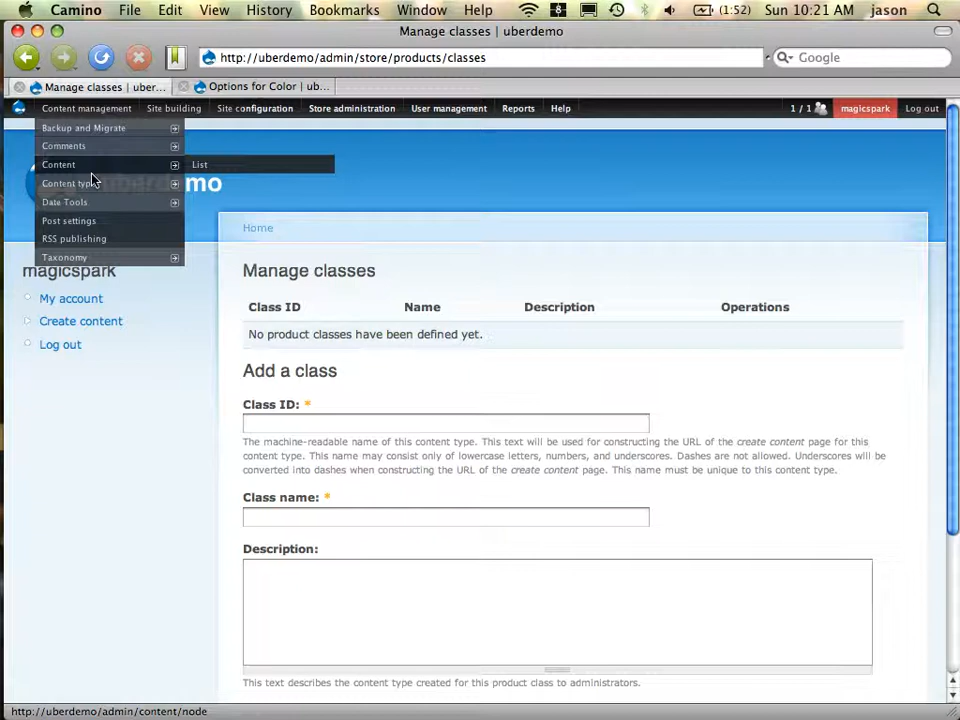 Camino File Edit View History Bookmarks Window Help 8 (1:52) Sun 10:21 AM jason
Manage classes | uberdemo
http://uberdemo/admin/store/products/classes
Google
Manage classes | uber...
Options for Color | ub...
Content management Site building Site configuration Store administration User management Reports Help 1 / 1 magicspark Log out
Backup and Migrate
Comments
Content
List
Content typ
Date Tools
Post settings
RSS publishing
Taxonomy
mo
Home
magicspark
My account
Create content
Log out
Manage classes
Class ID Name Description Operations
No product classes have been defined yet.
Add a class
Class ID: *
The machine-readable name of this content type. This text will be used for constructing the URL of the create content page for this
content type. This name may consist only of lowercase letters, numbers, and underscores. Dashes are not allowed. Underscores will be
converted into dashes when constructing the URL of the create content page. This name must be unique to this content type.
Class name: *
Description:
This text describes the content type created for this product class to administrators.
http://uberdemo/admin/content/node